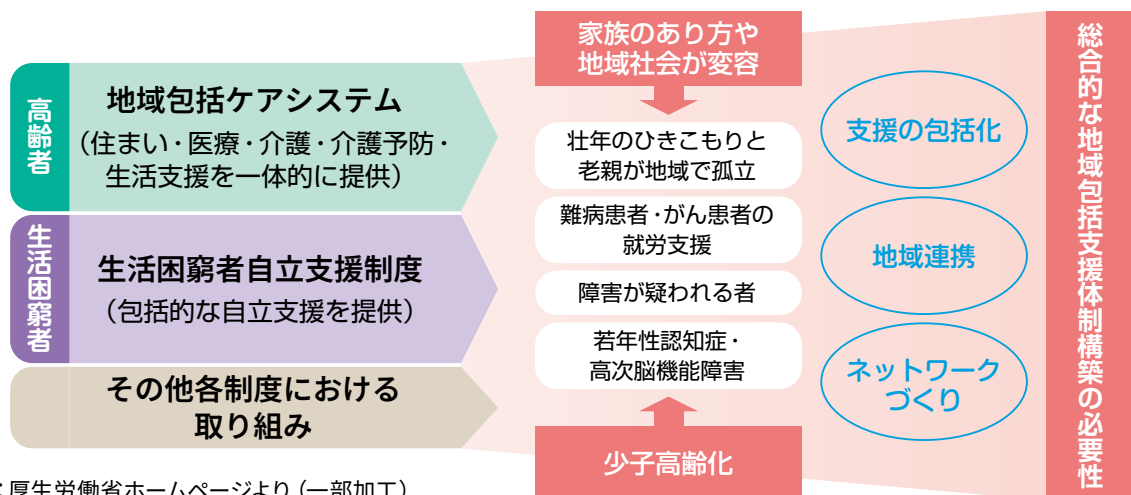 高齢者
地域包括ケアシステム
（住まい・医療・介護・介護予防・
生活支援を一体的に提供）
生活困窮者
生活困窮者自立支援制度
（包括的な自立支援を提供）
その他各制度における
取り組み
家族のあり方や
地域社会が変容
壮年のひきこもりと
老親が地域で孤立
難病患者・がん患者の
就労支援
障害が疑われる者
若年性認知症・
高次脳機能障害
少子高齢化
支援の包括化
地域連携
ネットワーク
づくり
総合的な地域包括支援体制構築の必要性
：厚生労働省ホームページより（一部加工）